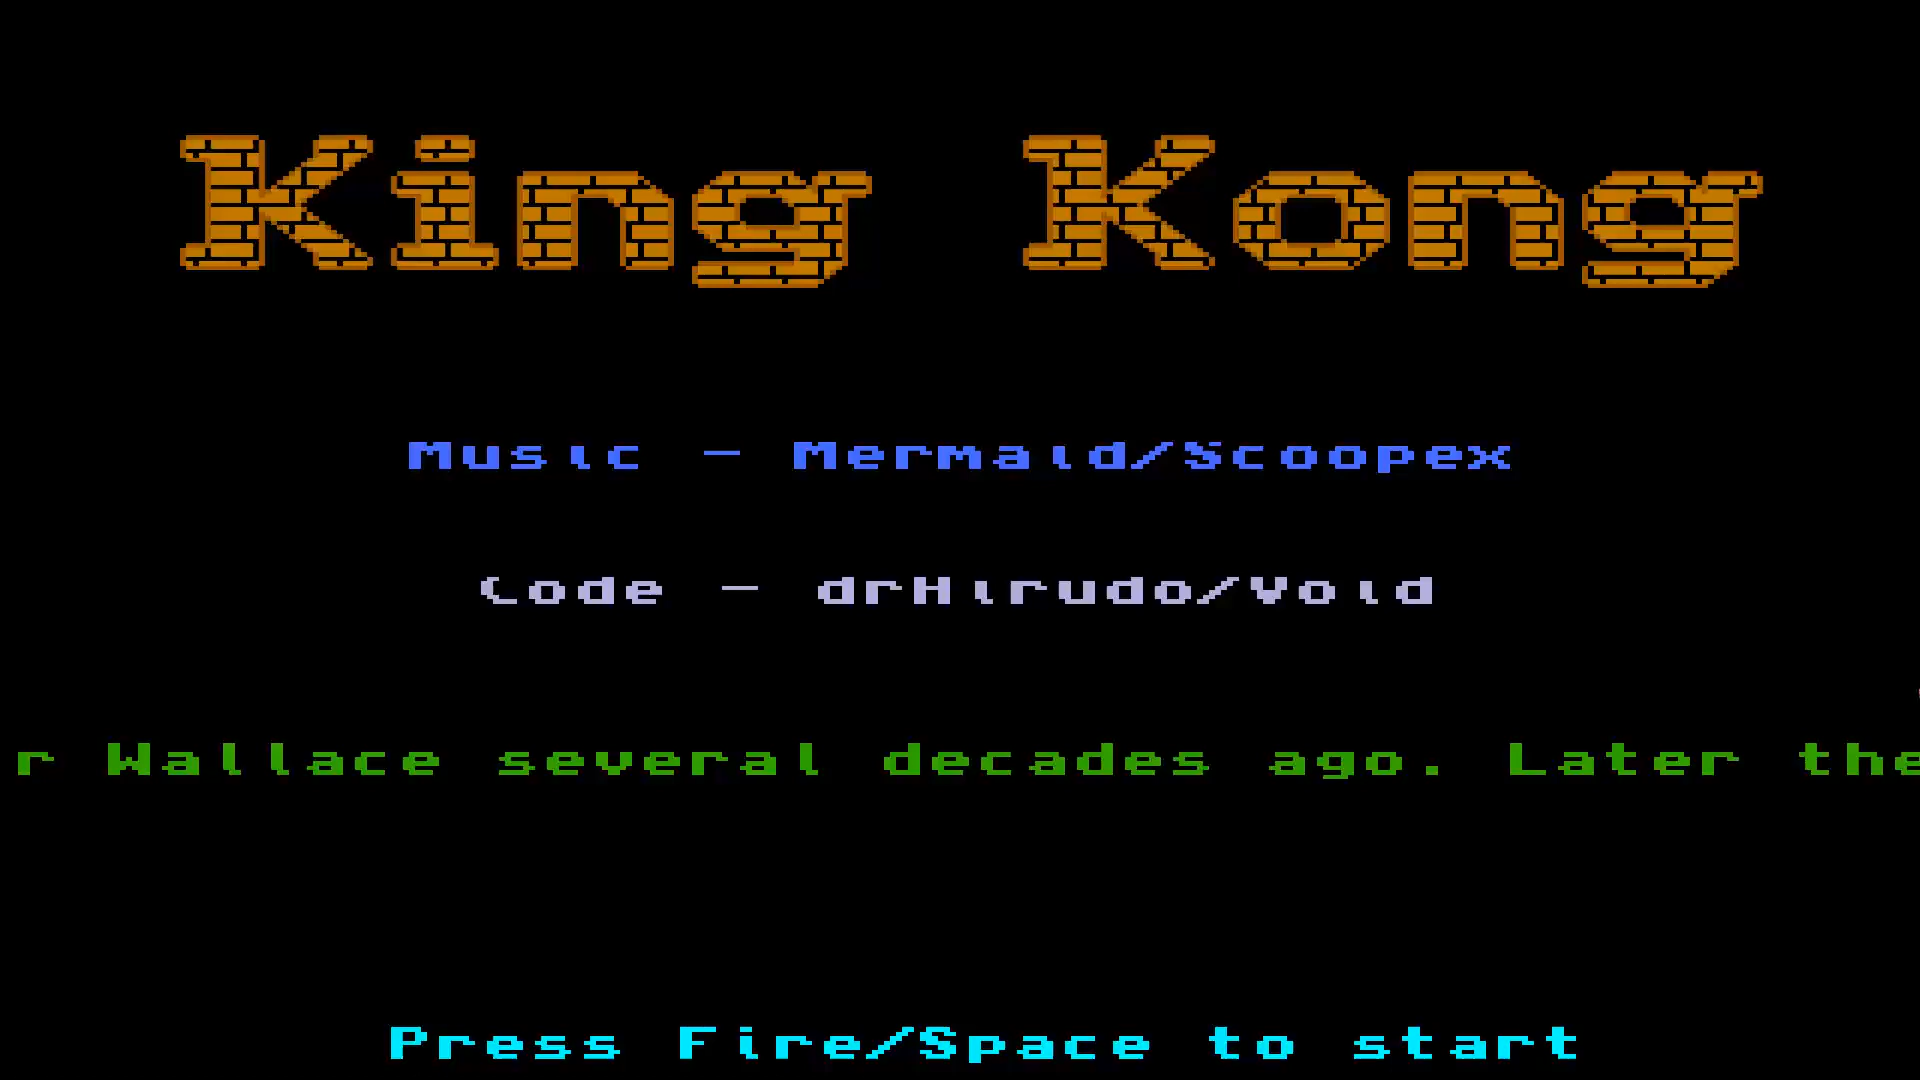 King Kong
Music - Mermaid/Scoopex
Code - drHirudo/Void
r Wallace several decades ago. Later the
Press Fire/Space to start